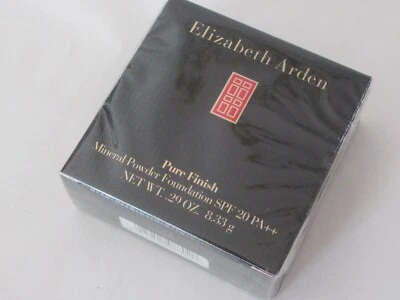 Elizabeth Arden
Pure Finish
Mineral Powder Foundation SPF 20 PA++
NET WT. .29 OZ. 8.33 g